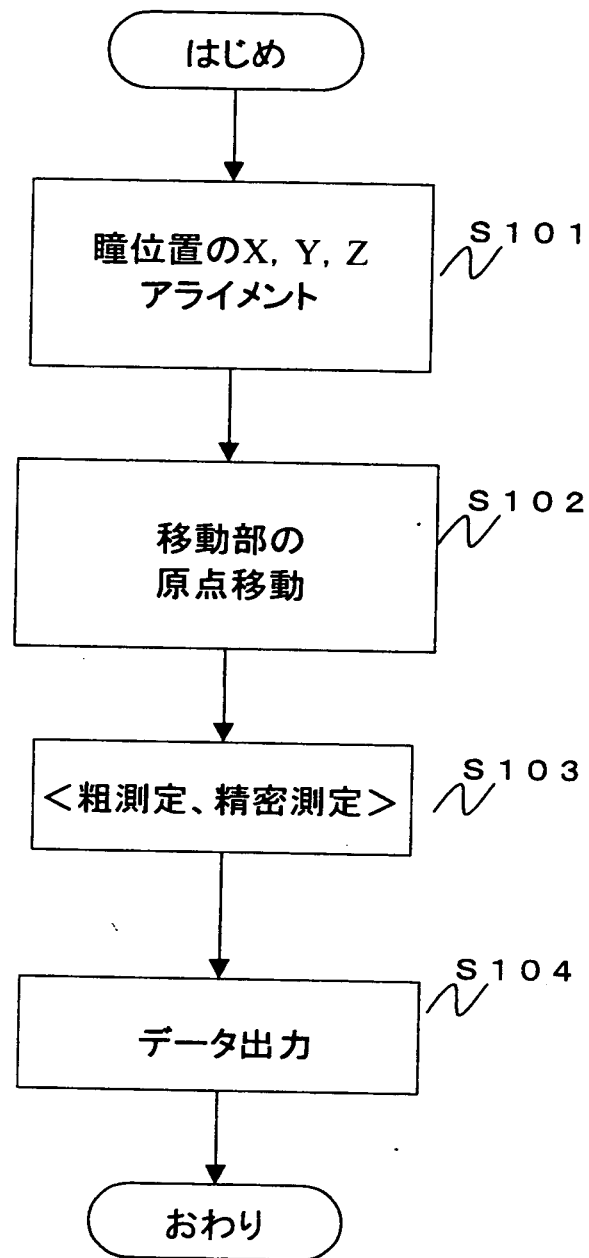 はじめ
瞳位置のX, Y, Z
アライメント
S101
移動部の
原点移動
S102
<粗測定、精密測定>
S103
データ出力
S104
おわり